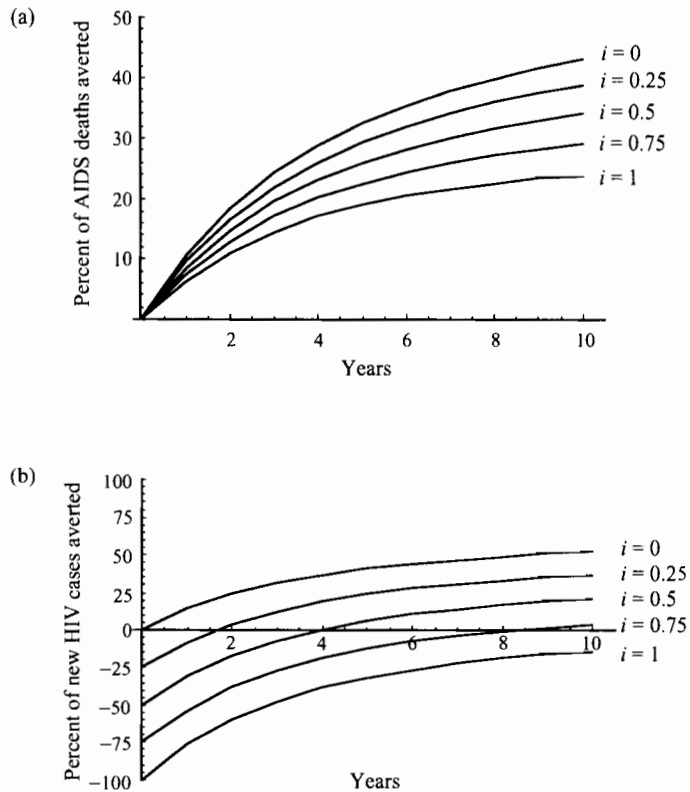 (a)
Percent of AIDS deaths averted
50
40
30
20
10
2 4 6 8 10
Years
i = 0
i = 0.25
i = 0.5
i = 0.75
i = 1
(b)
Percent of new HIV cases averted
100
75
50
25
0
−25
−50
−75
−100
2 4 6 8 10
Years
i = 0
i = 0.25
i = 0.5
i = 0.75
i = 1